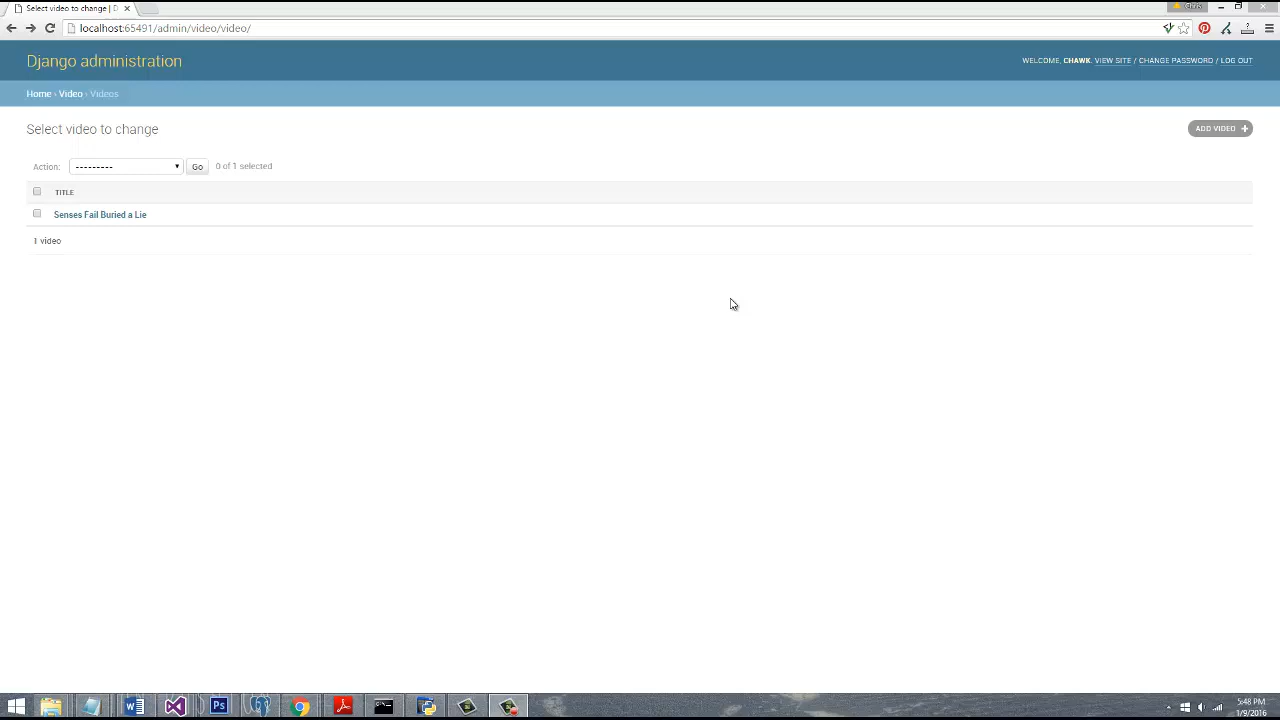 Select video to change | D
Chris
localhost:65491/admin/video/video/
Django administration
WELCOME, CHAWK. VIEW SITE / CHANGE PASSWORD / LOG OUT
Home › Video › Videos
Select video to change
ADD VIDEO +
Action: --------- Go 0 of 1 selected
TITLE
Senses Fail Buried a Lie
1 video
5:48 PM
1/9/2016